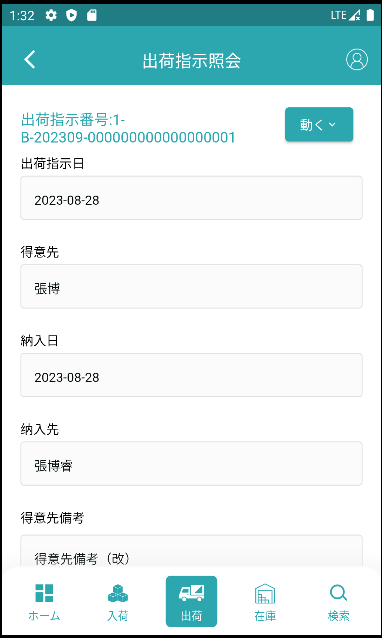 1:32 LTE
出荷指示照会
出荷指示番号:1-
B-202309-000000000000000001
動く
出荷指示日
2023-08-28
得意先
張博
納入日
2023-08-28
納入先
張博睿
得意先備考
得意先備考（改）
ホーム 入荷 出荷 在庫 検索